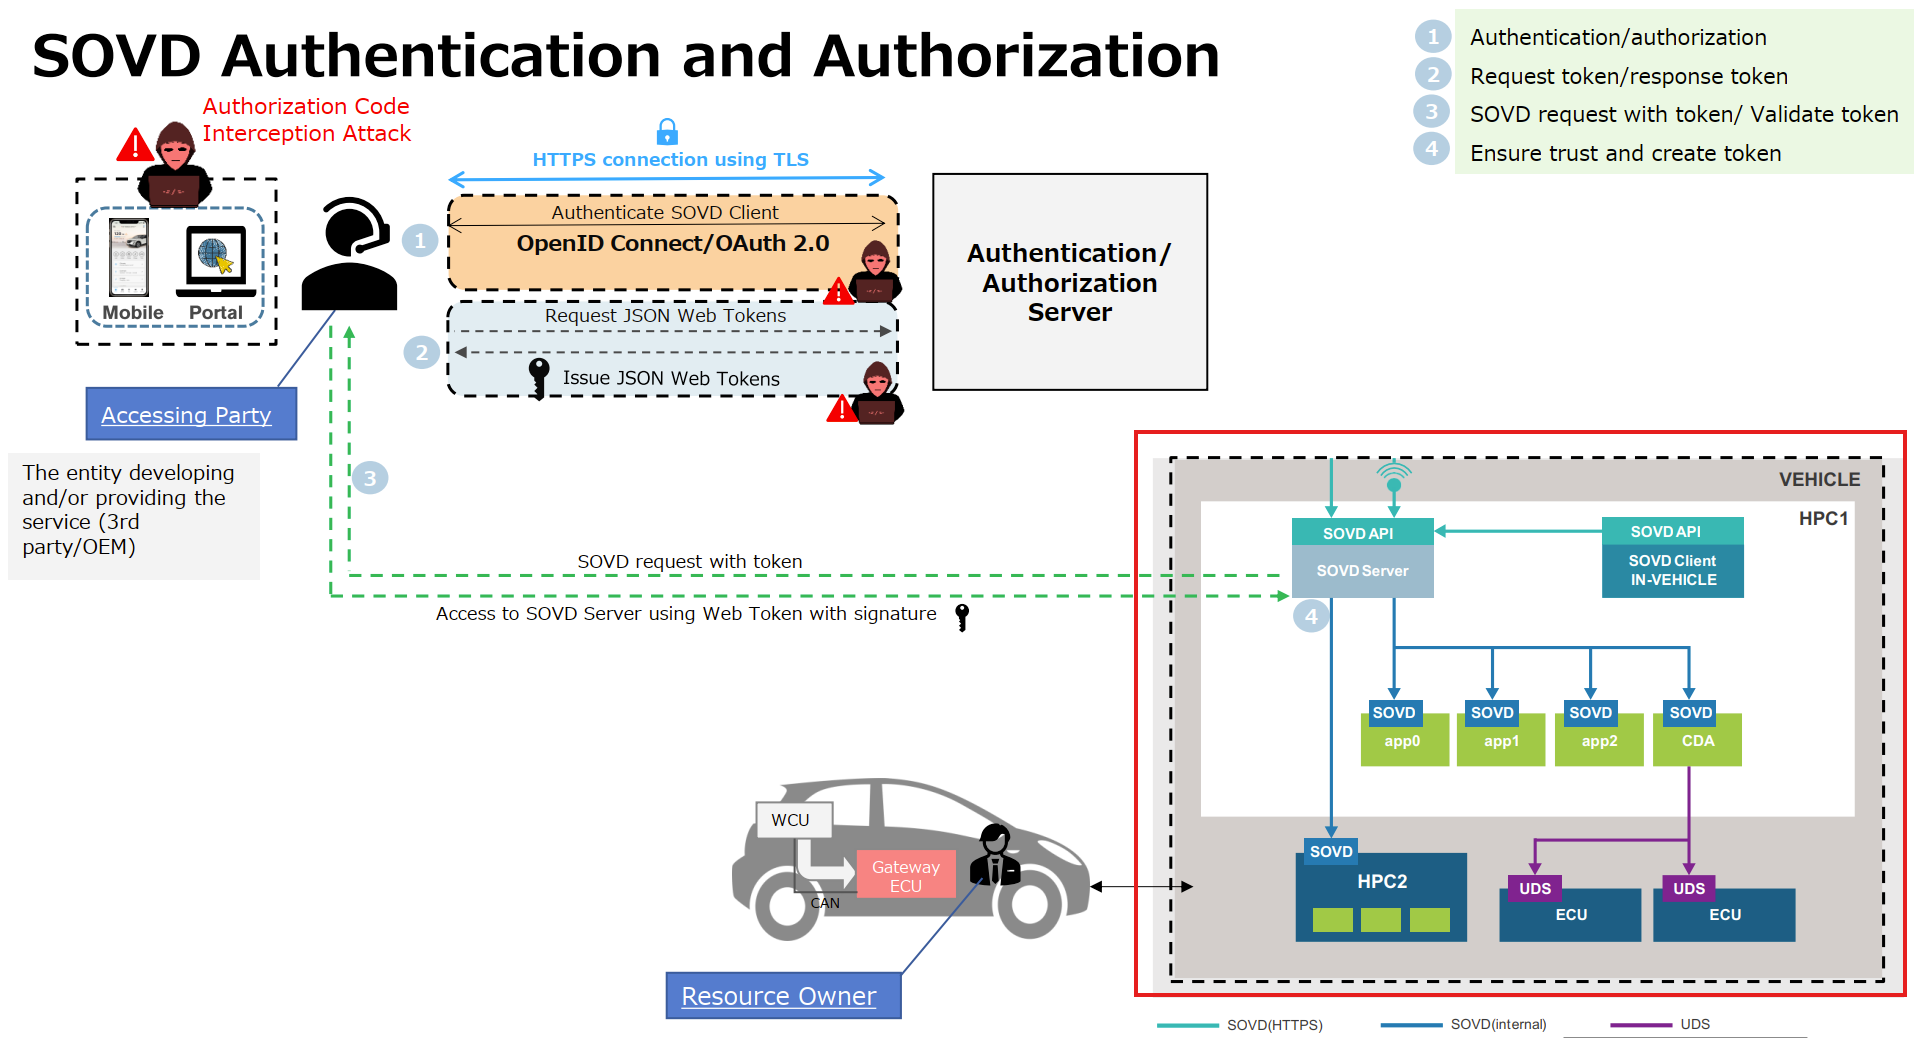 SOVD Authentication and Authorization
1 Authentication/authorization
2 Request token/response token
3 SOVD request with token/ Validate token
4 Ensure trust and create token
Authorization Code
Interception Attack
Mobile
Portal
HTTPS connection using TLS
1
Authenticate SOVD Client
OpenID Connect/OAuth 2.0
2
Request JSON Web Tokens
Issue JSON Web Tokens
Authentication/
Authorization
Server
Accessing Party
The entity developing
and/or providing the
service (3rd
party/OEM)
3
SOVD request with token
Access to SOVD Server using Web Token with signature
VEHICLE
HPC1
SOVD API
SOVD Server
SOVD API
SOVD Client
IN-VEHICLE
4
SOVD
app0
SOVD
app1
SOVD
app2
SOVD
CDA
SOVD
HPC2
UDS
ECU
UDS
ECU
WCU
Gateway
ECU
CAN
Resource Owner
SOVD(HTTPS)
SOVD(internal)
UDS